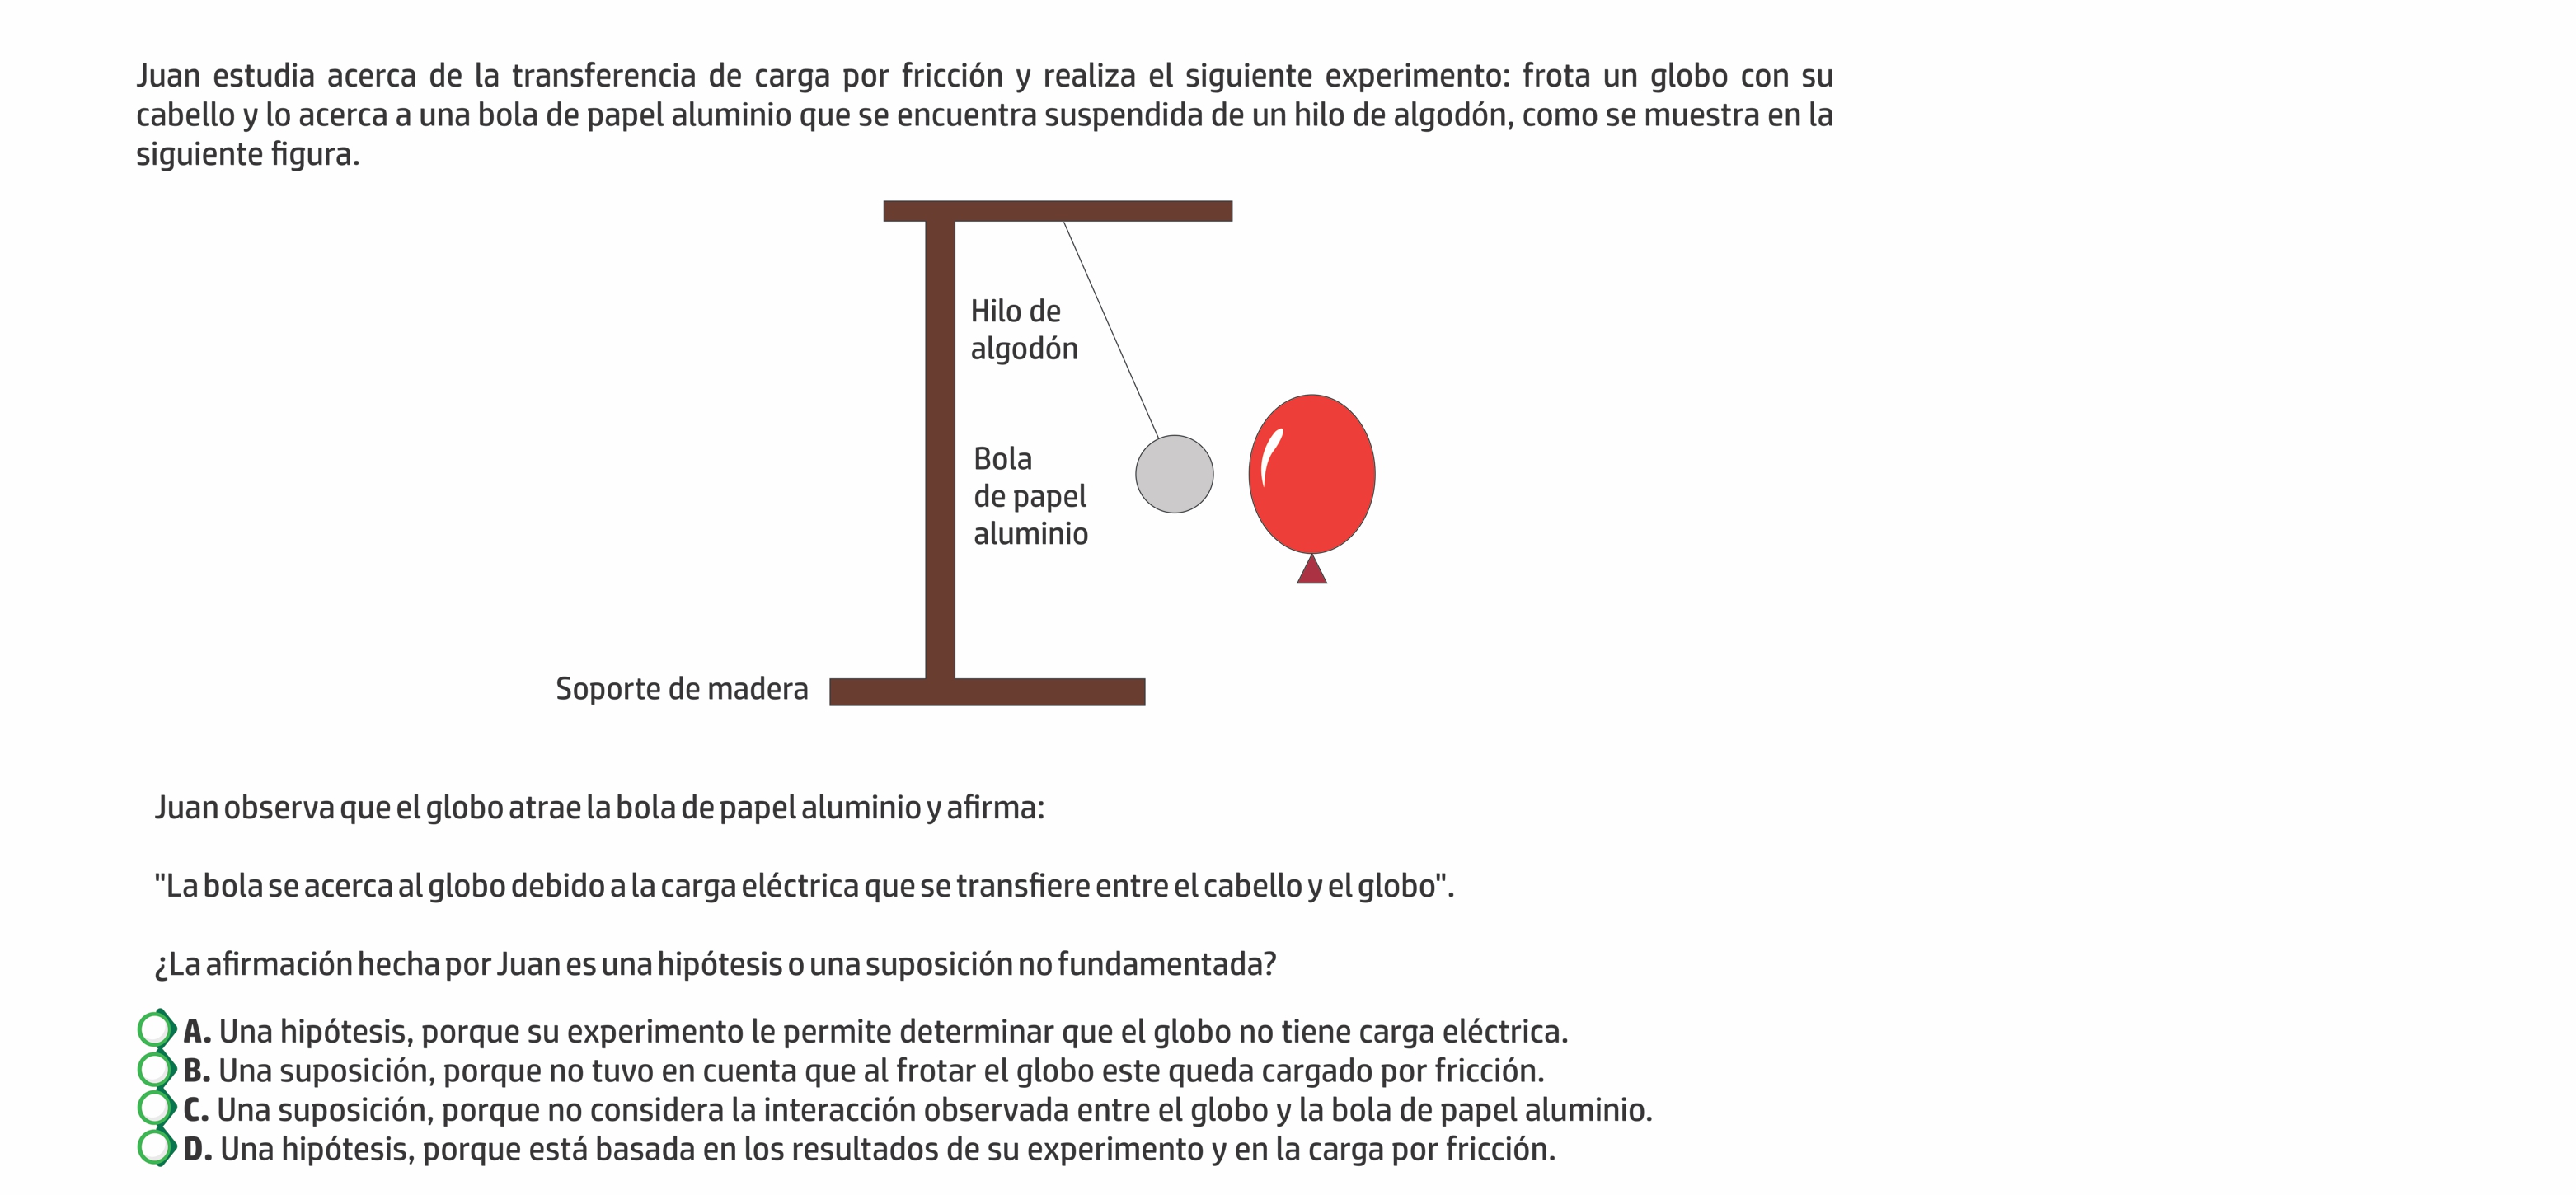 Juan estudia acerca de la transferencia de carga por fricción y realiza el siguiente experimento: frota un globo con su
cabello y lo acerca a una bola de papel aluminio que se encuentra suspendida de un hilo de algodón, como se muestra en la
siguiente figura.
Hilo de
algodón
Bola
de papel
aluminio
Soporte de madera
Juan observa que el globo atrae la bola de papel aluminio y afirma:
"La bola se acerca al globo debido a la carga eléctrica que se transfiere entre el cabello y el globo".
¿La afirmación hecha por Juan es una hipótesis o una suposición no fundamentada?
A. Una hipótesis, porque su experimento le permite determinar que el globo no tiene carga eléctrica.
B. Una suposición, porque no tuvo en cuenta que al frotar el globo este queda cargado por fricción.
C. Una suposición, porque no considera la interacción observada entre el globo y la bola de papel aluminio.
D. Una hipótesis, porque está basada en los resultados de su experimento y en la carga por fricción.